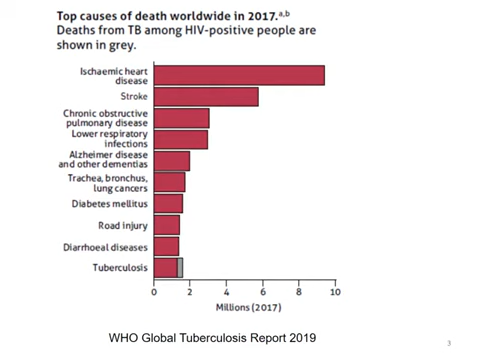 Top causes of death worldwide in 2017.a,b
Deaths from TB among HIV-positive people are
shown in grey.
Ischaemic heart
disease
Stroke
Chronic obstructive
pulmonary disease
Lower respiratory
infections
Alzheimer disease
and other dementias
Trachea, bronchus,
lung cancers
Diabetes mellitus
Road injury
Diarrhoeal diseases
Tuberculosis
0 2 4 6 8 10
Millions (2017)
WHO Global Tuberculosis Report 2019
3